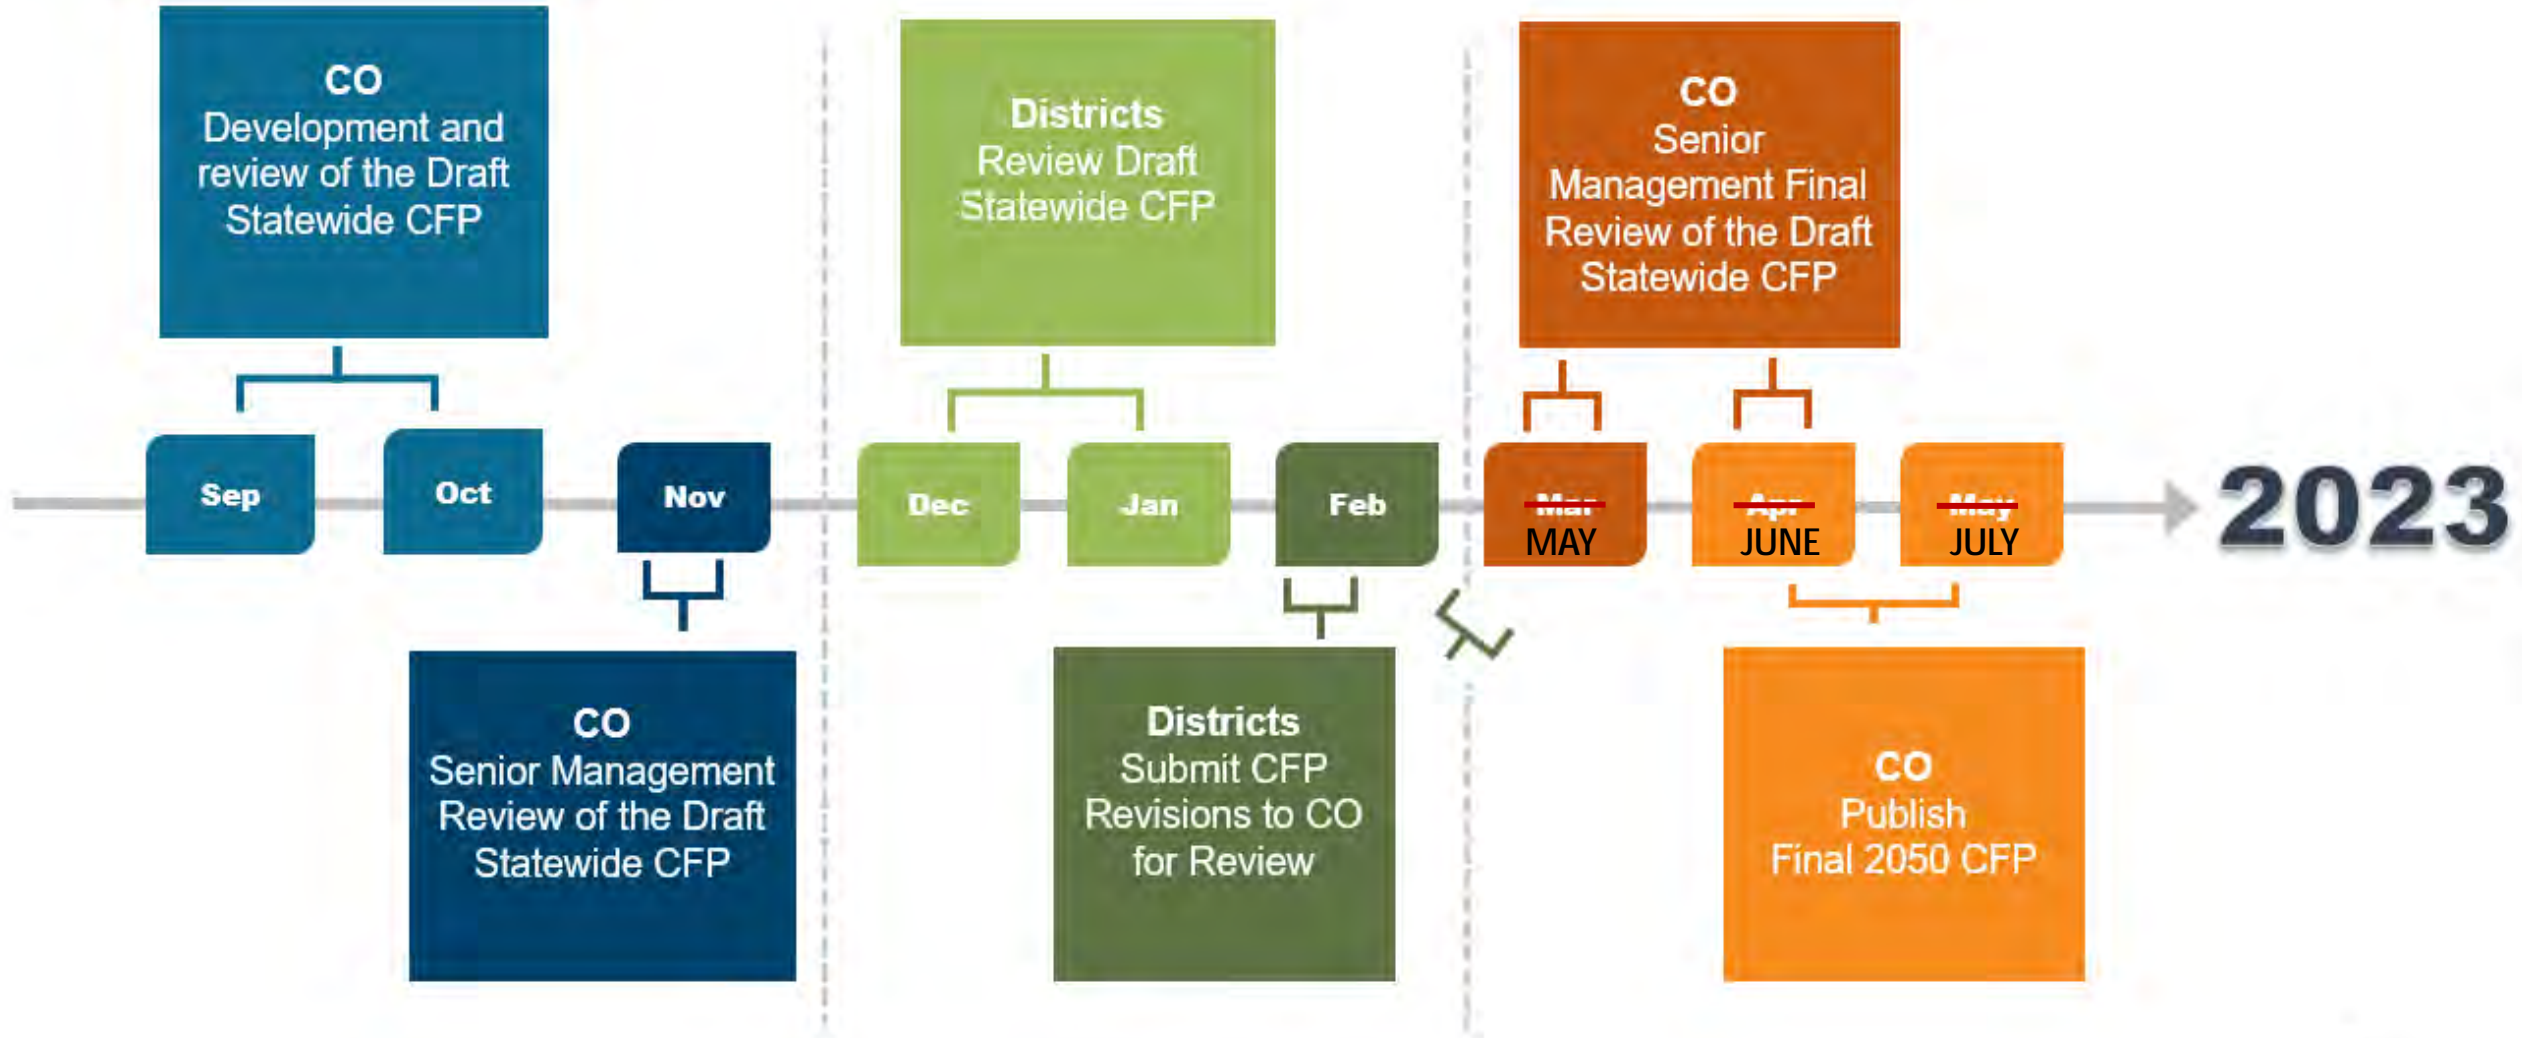 CO
Development and
review of the Draft
Statewide CFP
Districts
Review Draft
Statewide CFP
CO
Senior
Management Final
Review of the Draft
Statewide CFP
Sep
Oct
Nov
Dec
Jan
Feb
Mar
MAY
Apr
JUNE
May
JULY
2023
CO
Senior Management
Review of the Draft
Statewide CFP
Districts
Submit CFP
Revisions to CO
for Review
CO
Publish
Final 2050 CFP